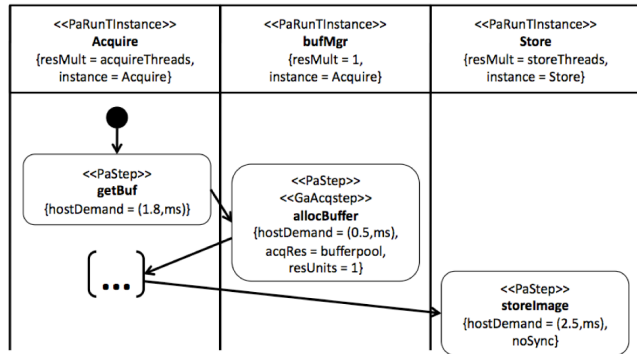 <<PaRunTInstance>>
Acquire
{resMult = acquireThreads,
instance = Acquire}
<<PaRunTInstance>>
bufMgr
{resMult = 1,
instance = Acquire}
<<PaRunTInstance>>
Store
{resMult = storeThreads,
instance = Store}
<<PaStep>>
getBuf
{hostDemand = (1.8,ms)}
<<PaStep>>
<<GaAcqstep>>
allocBuffer
{hostDemand = (0.5,ms),
acqRes = bufferpool,
resUnits = 1}
[...]
<<PaStep>>
storeImage
{hostDemand = (2.5,ms),
noSync}